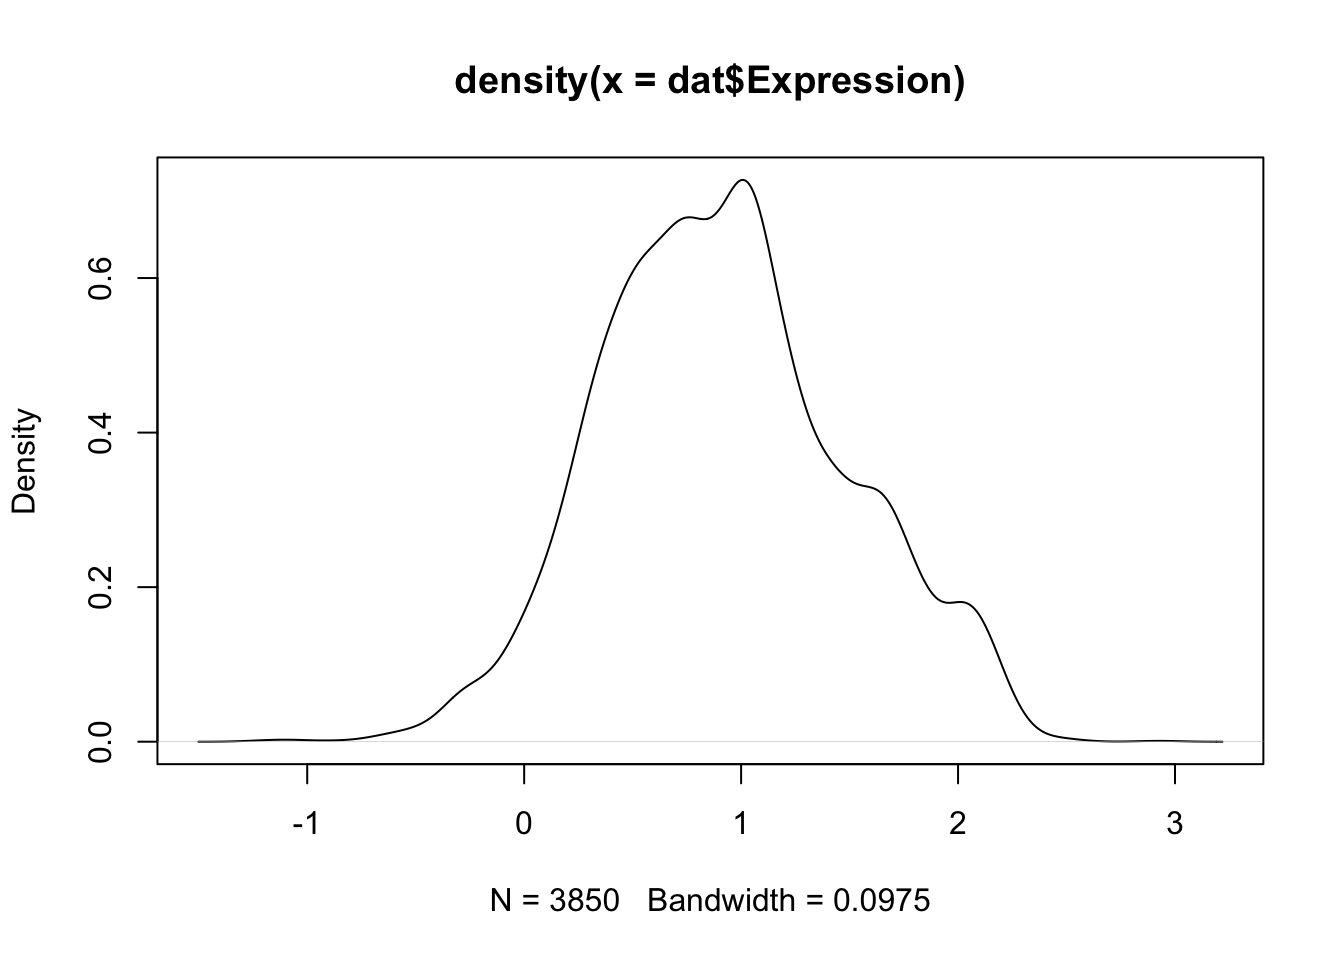 density(x = dat$Expression)
Density
0.6
0.4
0.2
0.0
-1 0 1 2 3
N = 3850 Bandwidth = 0.0975